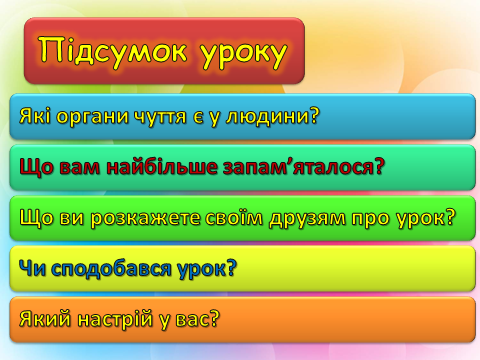 Підсумок уроку
Які органи чуття є у людини?
Що вам найбільше запам’яталося?
Що ви розкажете своїм друзям про урок?
Чи сподобався урок?
Який настрій у вас?